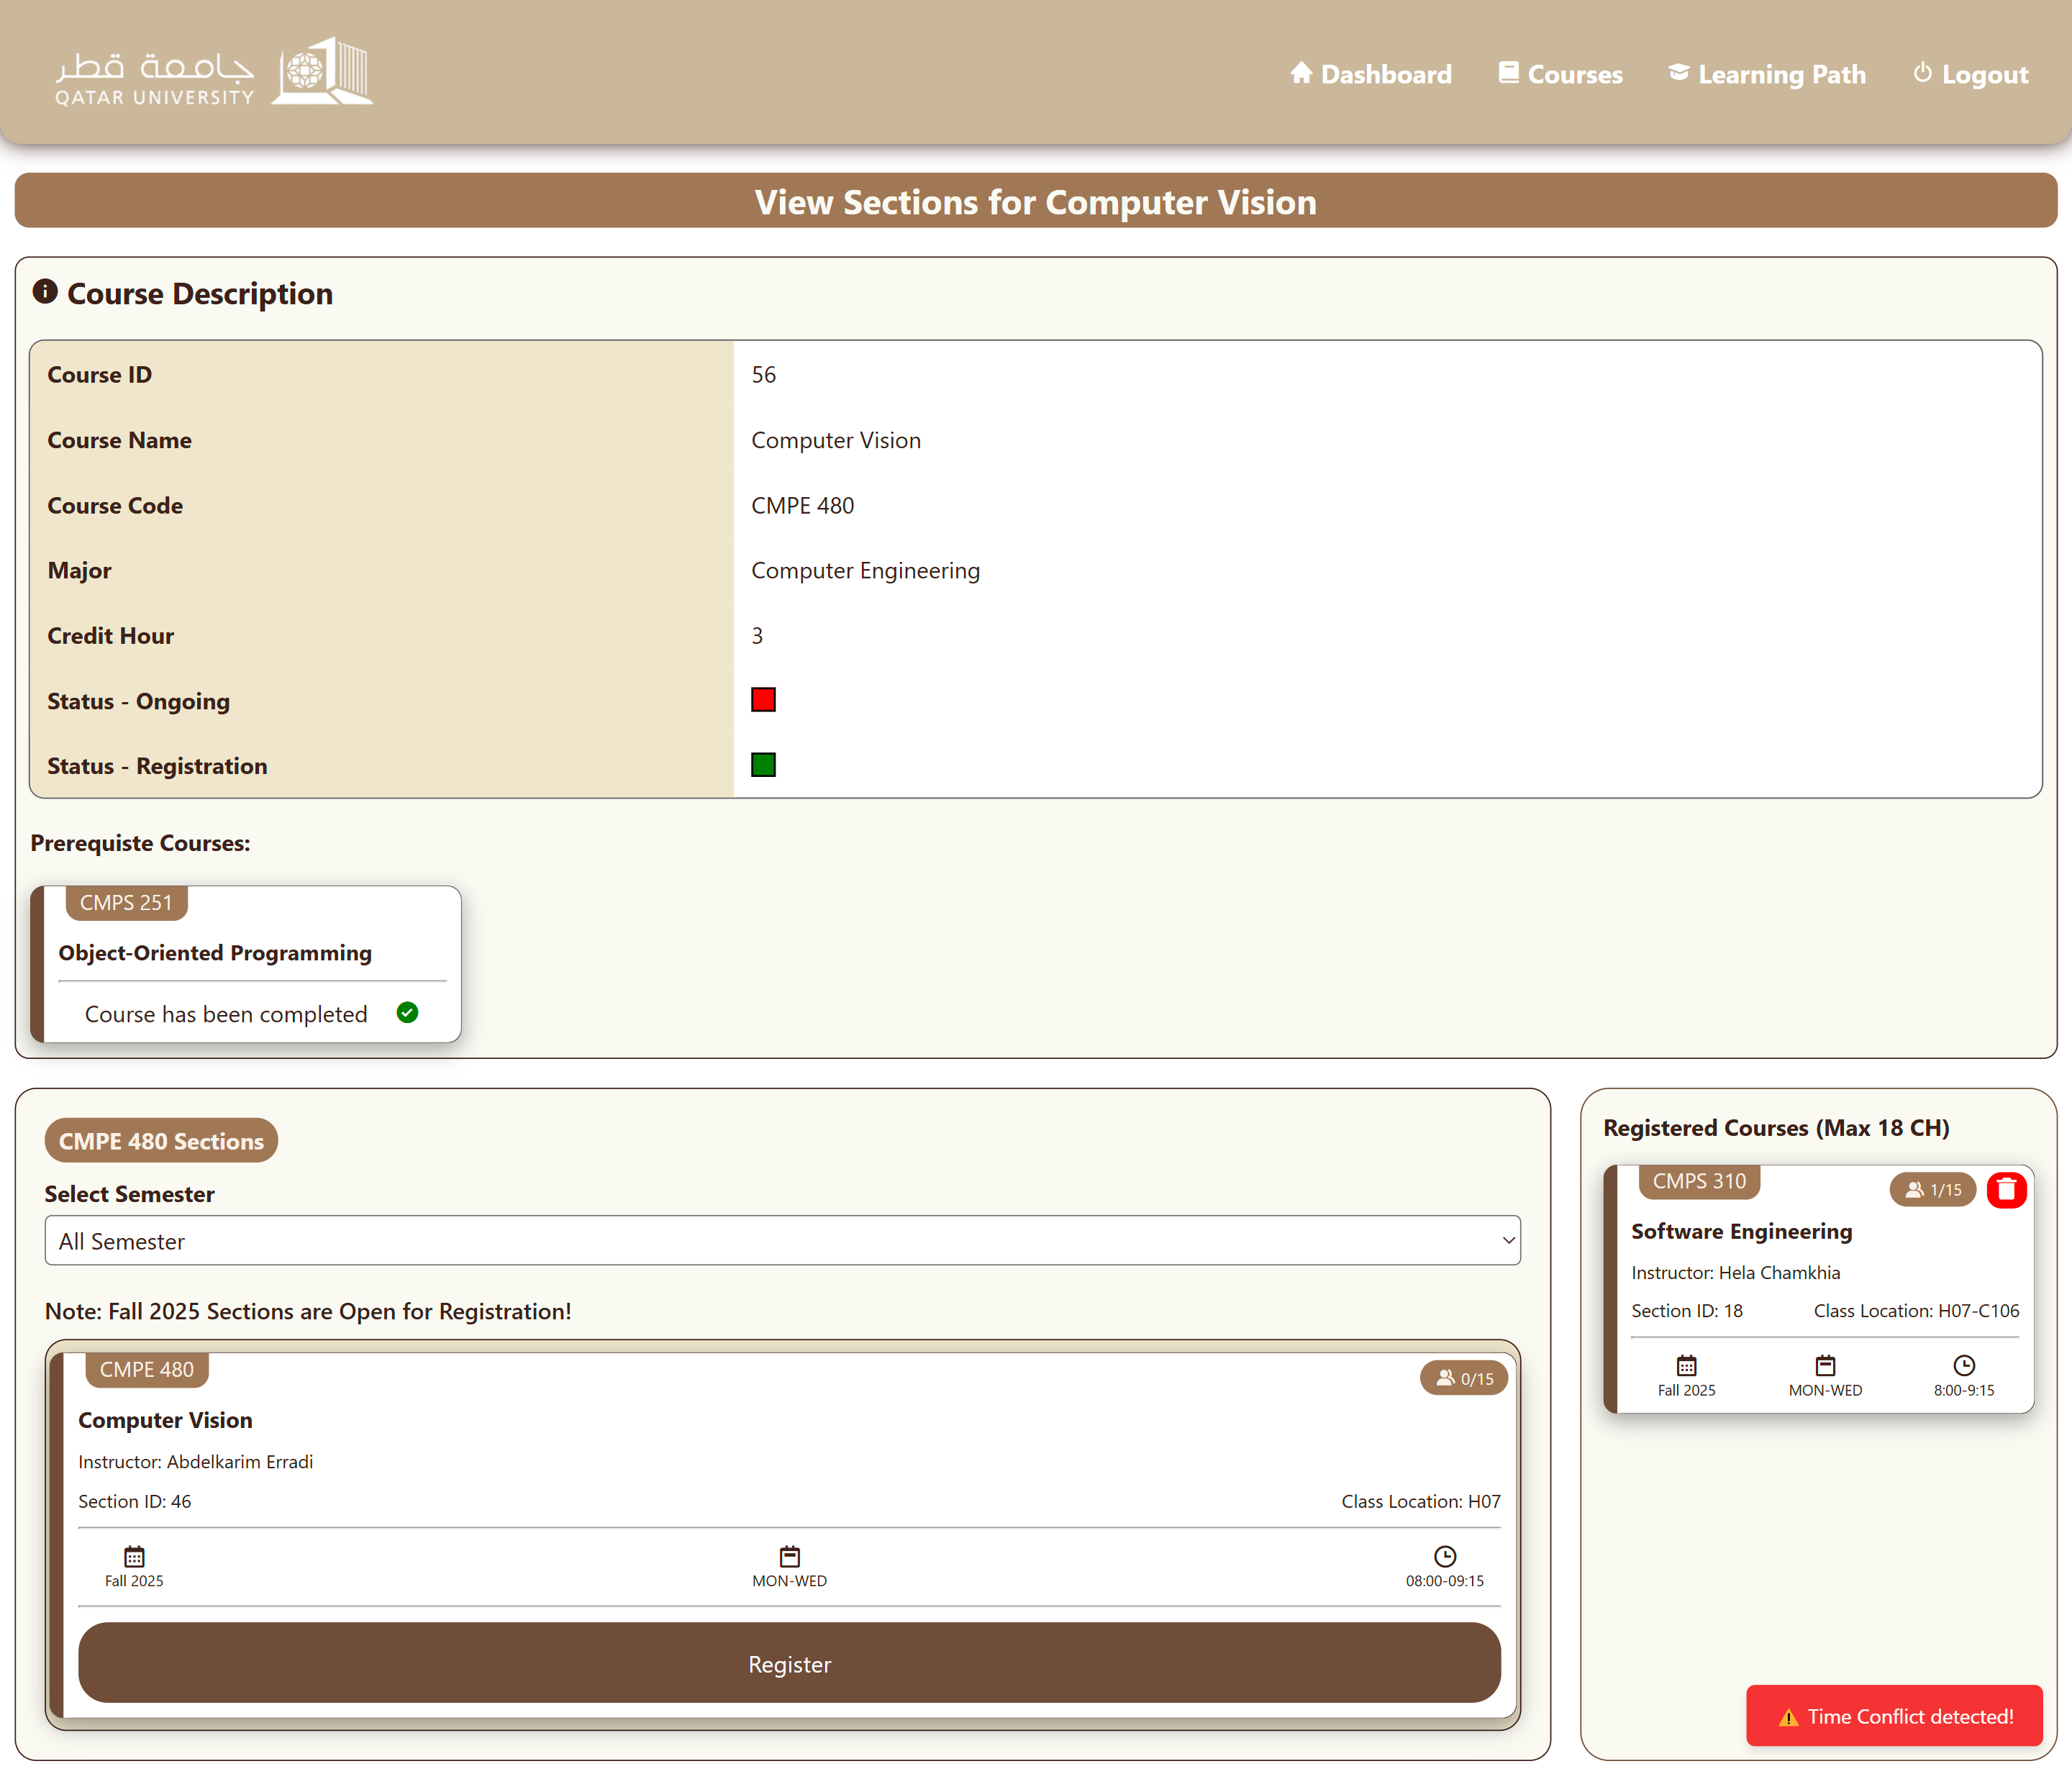 جامعة قطر
QATAR UNIVERSITY
Dashboard
Courses
Learning Path
Logout
View Sections for Computer Vision
Course Description
Course ID
56
Course Name
Computer Vision
Course Code
CMPE 480
Major
Computer Engineering
Credit Hour
3
Status - Ongoing
Status - Registration
Prerequiste Courses:
CMPS 251
Object-Oriented Programming
Course has been completed
CMPE 480 Sections
Select Semester
All Semester
Note: Fall 2025 Sections are Open for Registration!
CMPE 480
0/15
Computer Vision
Instructor: Abdelkarim Erradi
Section ID: 46
Class Location: H07
Fall 2025
MON-WED
08:00-09:15
Register
Registered Courses (Max 18 CH)
CMPS 310
1/15
Software Engineering
Instructor: Hela Chamkhia
Section ID: 18
Class Location: H07-C106
Fall 2025
MON-WED
8:00-9:15
Time Conflict detected!